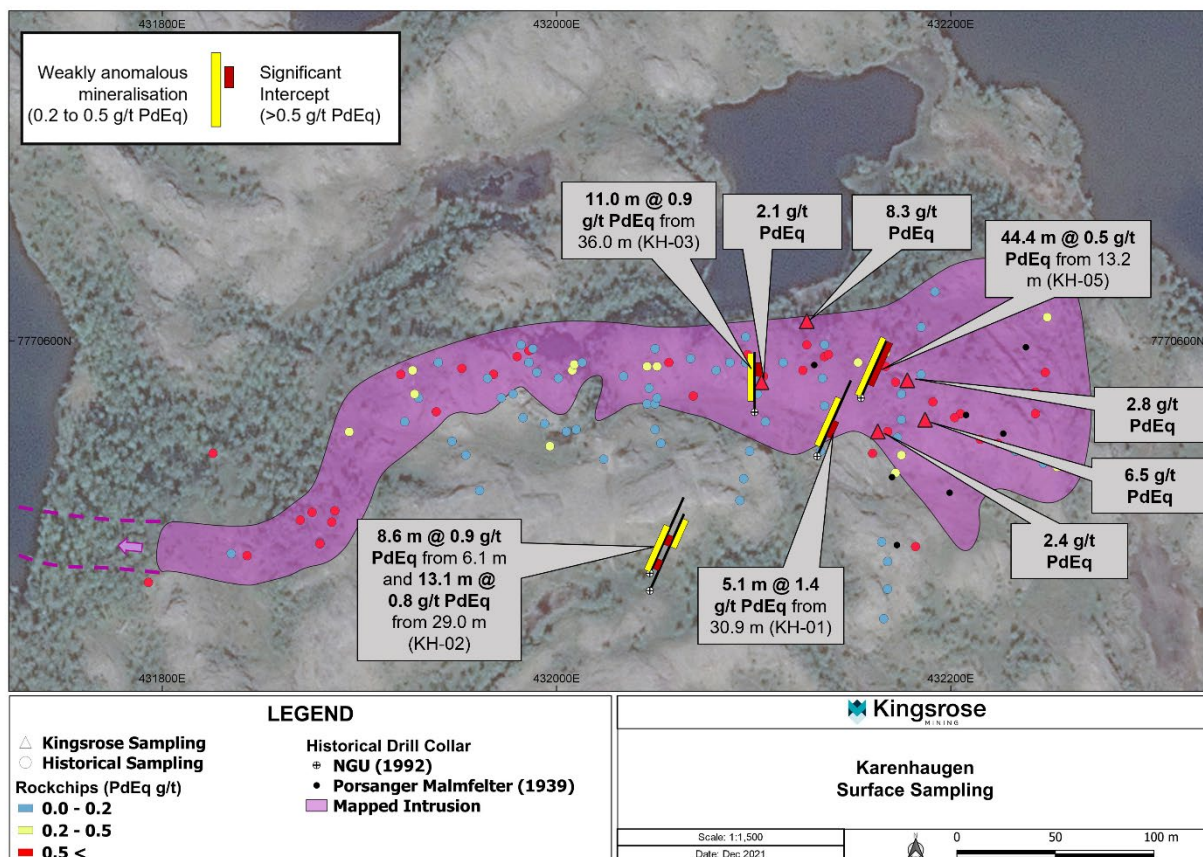 431800E
432000E
432200E
Weakly anomalous
mineralisation
(0.2 to 0.5 g/t PdEq)
Significant
Intercept
(>0.5 g/t PdEq)
11.0 m @ 0.9
g/t PdEq from
36.0 m (KH-03)
2.1 g/t
PdEq
8.3 g/t
PdEq
44.4 m @ 0.5 g/t
PdEq from 13.2
m (KH-05)
7770600N
7770600N
2.8 g/t
PdEq
6.5 g/t
PdEq
2.4 g/t
PdEq
8.6 m @ 0.9 g/t
PdEq from 6.1 m
and 13.1 m @
0.8 g/t PdEq
from 29.0 m
(KH-02)
5.1 m @ 1.4
g/t PdEq from
30.9 m (KH-01)
431800E
432000E
432200E
LEGEND
Kingsrose Sampling
Historical Sampling
Rockchips (PdEq g/t)
0.0 - 0.2
0.2 - 0.5
0.5 <
Historical Drill Collar
NGU (1992)
Porsanger Malmfelter (1939)
Mapped Intrusion
Kingsrose
MINING
Karenhaugen
Surface Sampling
Scale: 1:1,500
Date: Dec 2021
0 50 100 m